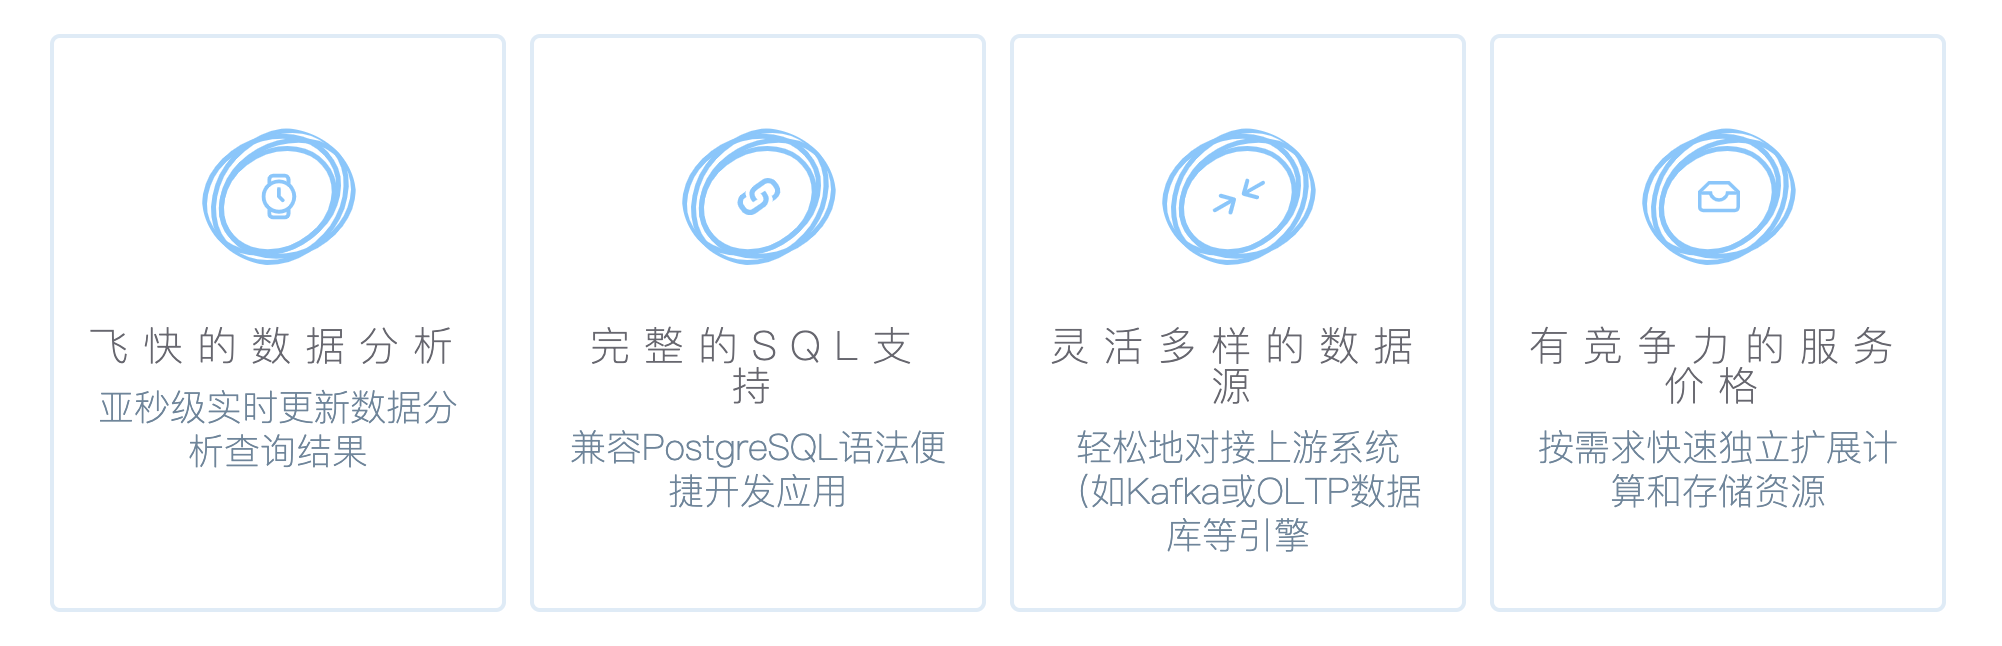 飞快的数据分析
亚秒级实时更新数据分
析查询结果
完整的SQL支
持
兼容PostgreSQL语法便
捷开发应用
灵活多样的数据
源
轻松地对接上游系统
（如Kafka或OLTP数据
库等引擎
有竞争力的服务
价格
按需求快速独立扩展计
算和存储资源